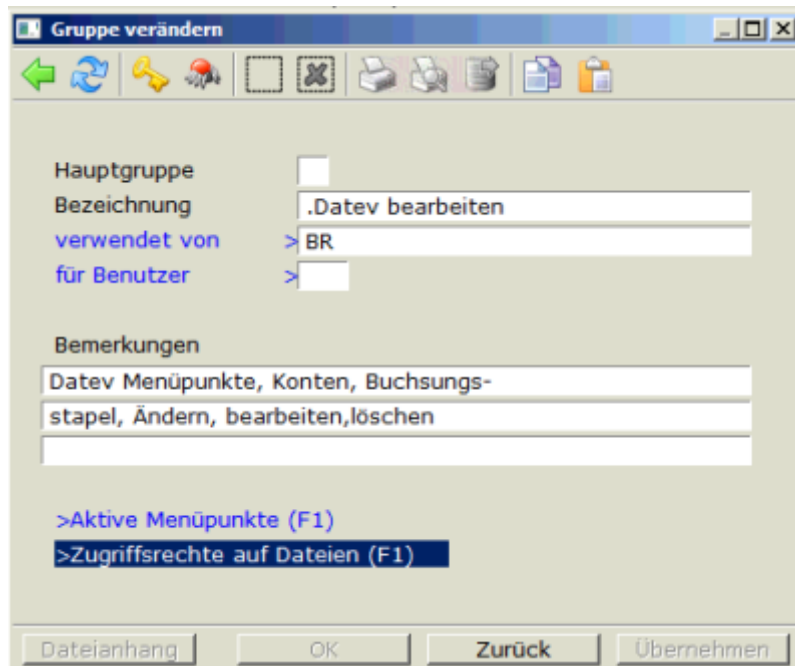 Gruppe verändern
Hauptgruppe
Bezeichnung .Datev bearbeiten
verwendet von > BR
für Benutzer >
Bemerkungen
Datev Menüpunkte, Konten, Buchsungs-
stapel, Ändern, bearbeiten,löschen
>Aktive Menüpunkte (F1)
>Zugriffsrechte auf Dateien (F1)
Dateianhang OK Zurück Übernehmen